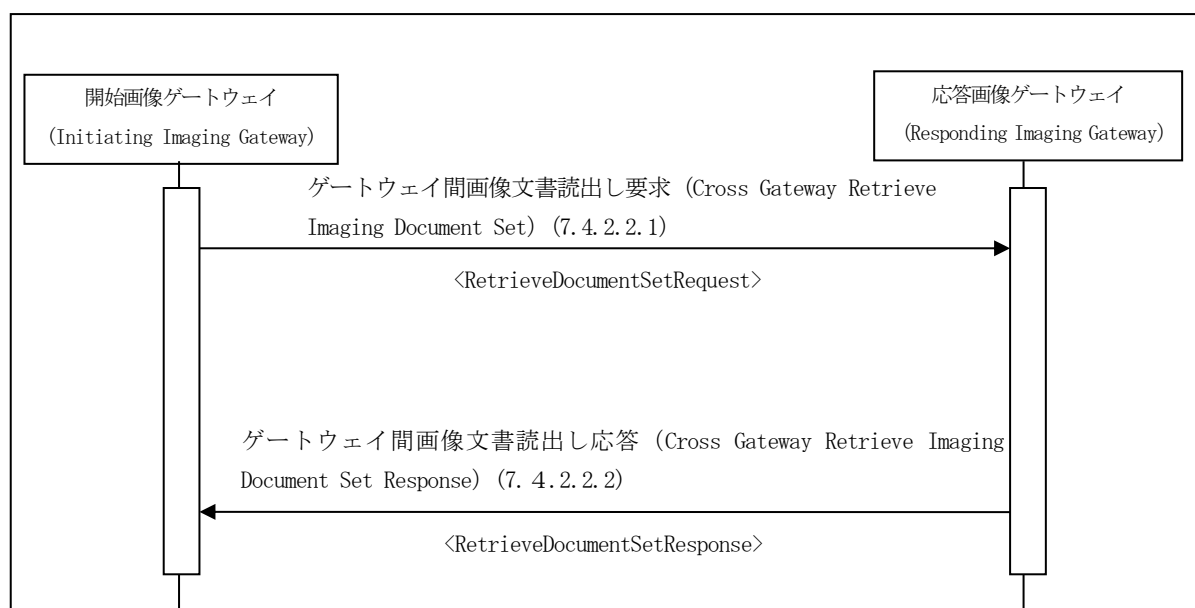 開始画像ゲートウェイ
(Initiating Imaging Gateway)
応答画像ゲートウェイ
(Responding Imaging Gateway)
ゲートウェイ間画像文書読出し要求 (Cross Gateway Retrieve
Imaging Document Set) (7.4.2.2.1)
<RetrieveDocumentSetRequest>
ゲートウェイ間画像文書読出し応答 (Cross Gateway Retrieve Imaging
Document Set Response) (7.4.2.2.2)
<RetrieveDocumentSetResponse>